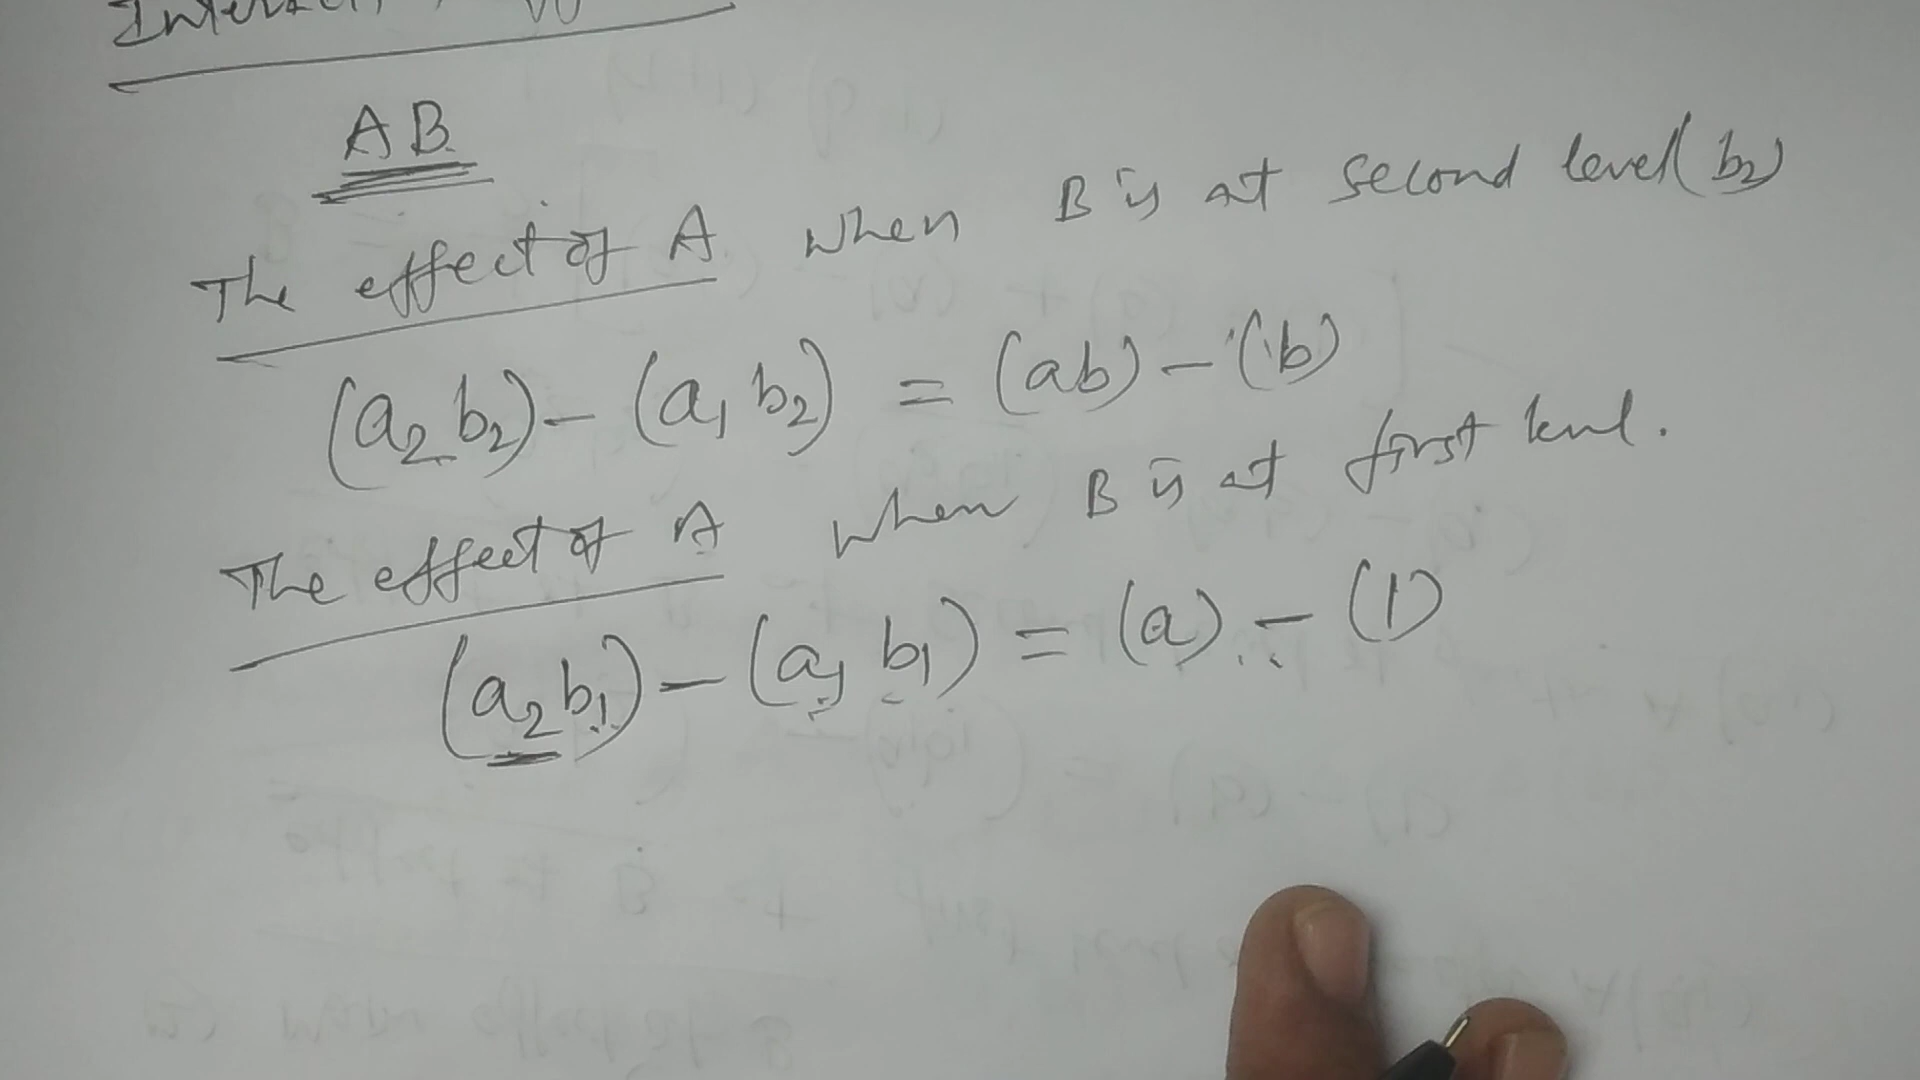 AB
The effect of A when B is at second level (b2)
(a2 b2) - (a1 b2) = (ab) - (b)
The effect of A when B is at first level.
(a2 b1) - (a1 b1) = (a) - (1)